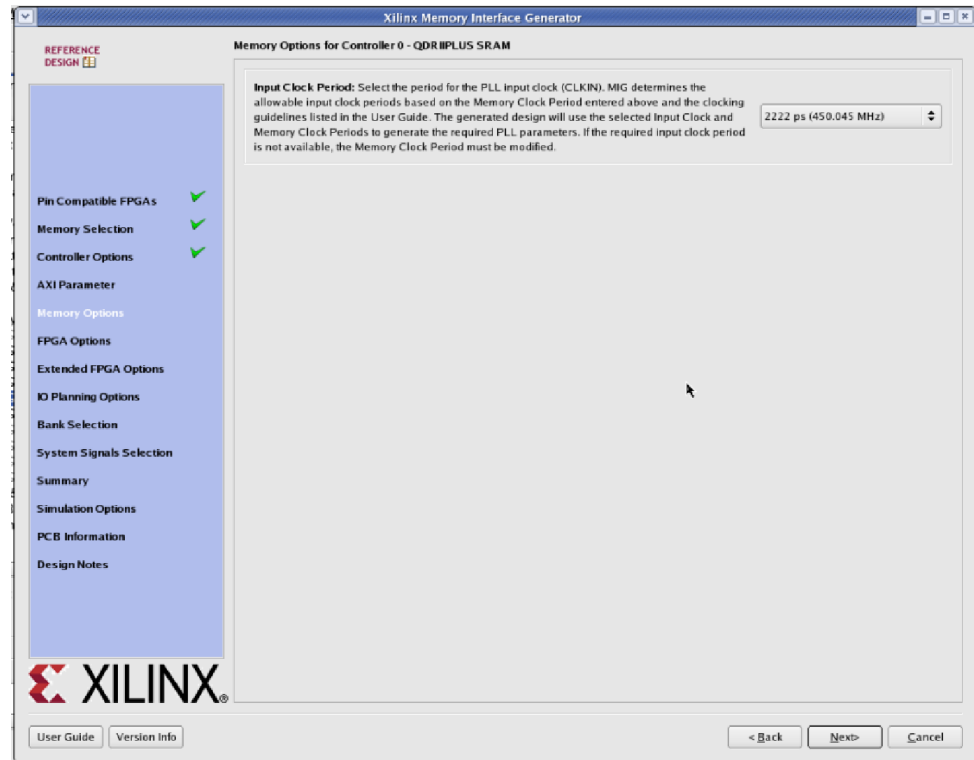 Xilinx Memory Interface Generator
REFERENCE
DESIGN
Memory Options for Controller 0 - QDRIIPLUS SRAM
Input Clock Period: Select the period for the PLL input clock (CLKIN). MIG determines the
allowable input clock periods based on the Memory Clock Period entered above and the clocking
guidelines listed in the User Guide. The generated design will use the selected Input Clock and
Memory Clock Periods to generate the required PLL parameters. If the required input clock period
is not available, the Memory Clock Period must be modified.
2222 ps (450.045 MHz)
Pin Compatible FPGAs
Memory Selection
Controller Options
AXI Parameter
Memory Options
FPGA Options
Extended FPGA Options
IO Planning Options
Bank Selection
System Signals Selection
Summary
Simulation Options
PCB Information
Design Notes
XILINX®
User Guide
Version Info
< Back
Next>
Cancel